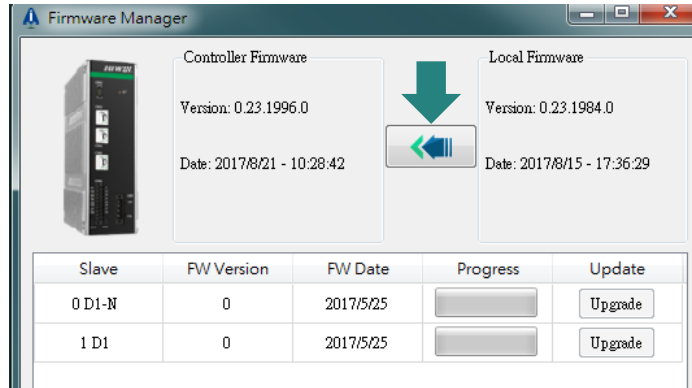 Firmware Manager
HIWIN
Controller Firmware
Version: 0.23.1996.0
Date: 2017/8/21 - 10:28:42
Local Firmware
Version: 0.23.1984.0
Date: 2017/8/15 - 17:36:29
Slave FW Version FW Date Progress Update
0 D1-N 0 2017/5/25 Upgrade
1 D1 0 2017/5/25 Upgrade